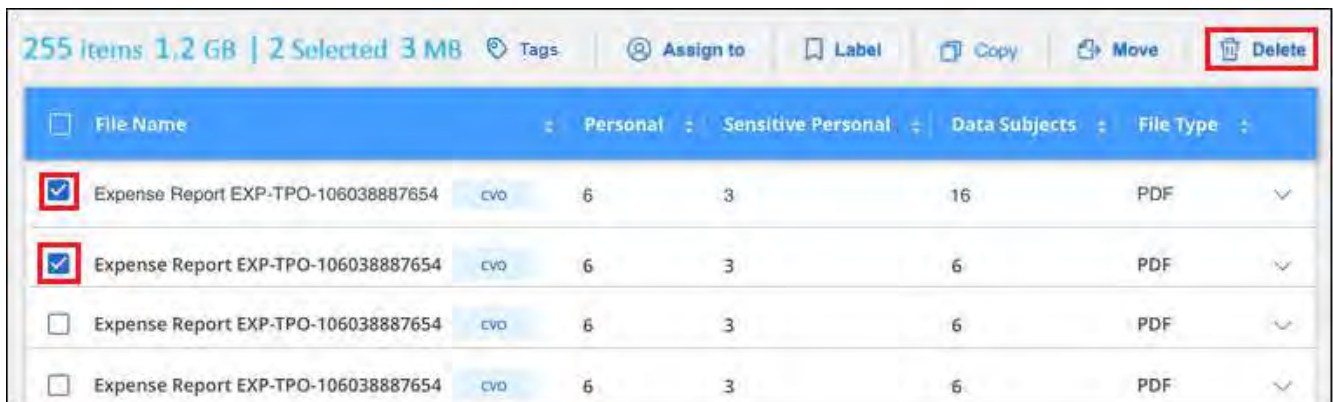 255 items 1.2 GB | 2 Selected 3 MB Tags Assign to Label Copy Move Delete
File Name Personal Sensitive Personal Data Subjects File Type
Expense Report EXP-TPO-106038887654 CVO 6 3 16 PDF
Expense Report EXP-TPO-106038887654 CVO 6 3 6 PDF
Expense Report EXP-TPO-106038887654 CVO 6 3 6 PDF
Expense Report EXP-TPO-106038887654 CVO 6 3 6 PDF